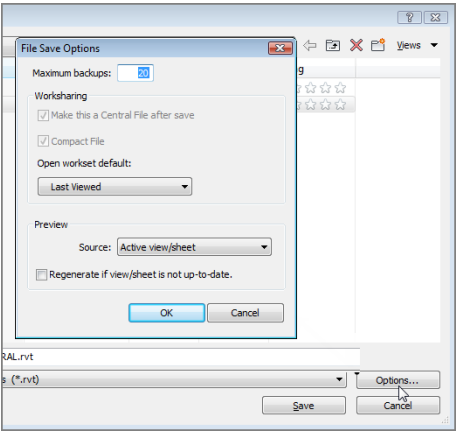 File Save Options
Views
Maximum backups: 20
g
Worksharing
Make this a Central File after save
Compact File
Open workset default:
Last Viewed
Preview
Source: Active view/sheet
Regenerate if view/sheet is not up-to-date.
OK Cancel
RAL.rvt
s (*.rvt)
Options...
Save Cancel